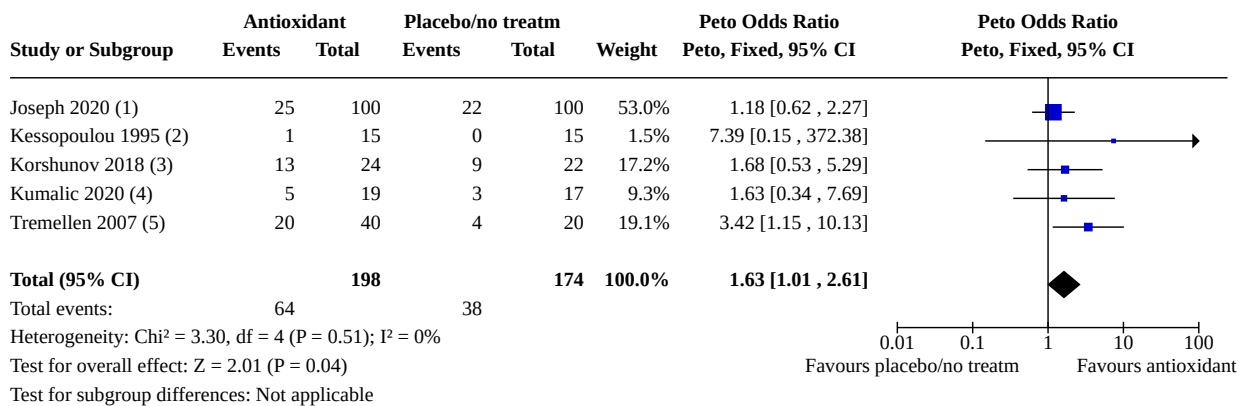 Antioxidant Placebo/no treatm Peto Odds Ratio Peto Odds Ratio
Study or Subgroup Events Total Events Total Weight Peto, Fixed, 95% CI Peto, Fixed, 95% CI
Joseph 2020 (1) 25 100 22 100 53.0% 1.18 [0.62 , 2.27]
Kessopoulou 1995 (2) 1 15 0 15 1.5% 7.39 [0.15 , 372.38]
Korshunov 2018 (3) 13 24 9 22 17.2% 1.68 [0.53 , 5.29]
Kumalic 2020 (4) 5 19 3 17 9.3% 1.63 [0.34 , 7.69]
Tremellen 2007 (5) 20 40 4 20 19.1% 3.42 [1.15 , 10.13]
Total (95% CI) 198 174 100.0% 1.63 [1.01 , 2.61]
Total events: 64 38
Heterogeneity: Chi² = 3.30, df = 4 (P = 0.51); I² = 0%
0.01 0.1 1 10 100
Test for overall effect: Z = 2.01 (P = 0.04) Favours placebo/no treatm Favours antioxidant
Test for subgroup differences: Not applicable